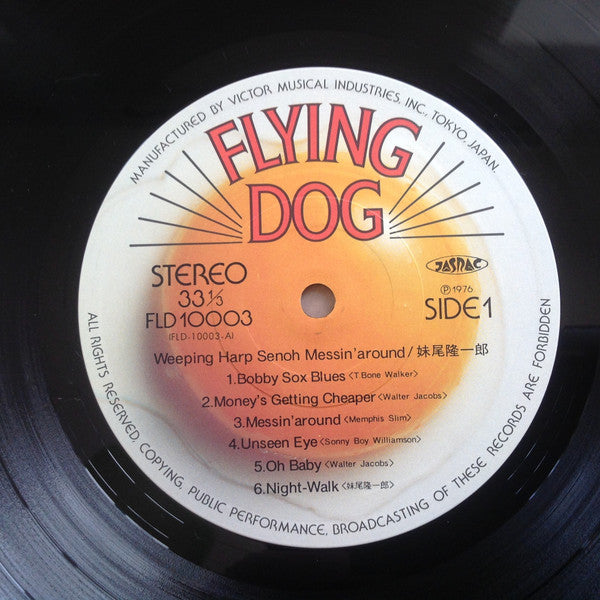 MANUFACTURED BY VICTOR MUSICAL INDUSTRIES, INC., TOKYO, JAPAN.
FLYING
DOG
STEREO
33 1/3
FLD 10003
(FLD-10003-A)
JASRAC
Ⓟ1976
SIDE 1
Weeping Harp Senoh Messin'around / 妹尾隆一郎
1.Bobby Sox Blues <T.Bone Walker>
2.Money's Getting Cheaper <Walter Jacobs>
3.Messin'around <Memphis Slim>
4.Unseen Eye <Sonny Boy Williamson>
5.Oh Baby <Walter Jacobs>
6.Night-Walk <妹尾隆一郎>
ALL RIGHTS RESERVED. COPYING, PUBLIC PERFORMANCE, BROADCASTING OF THESE RECORDS ARE FORBIDDEN